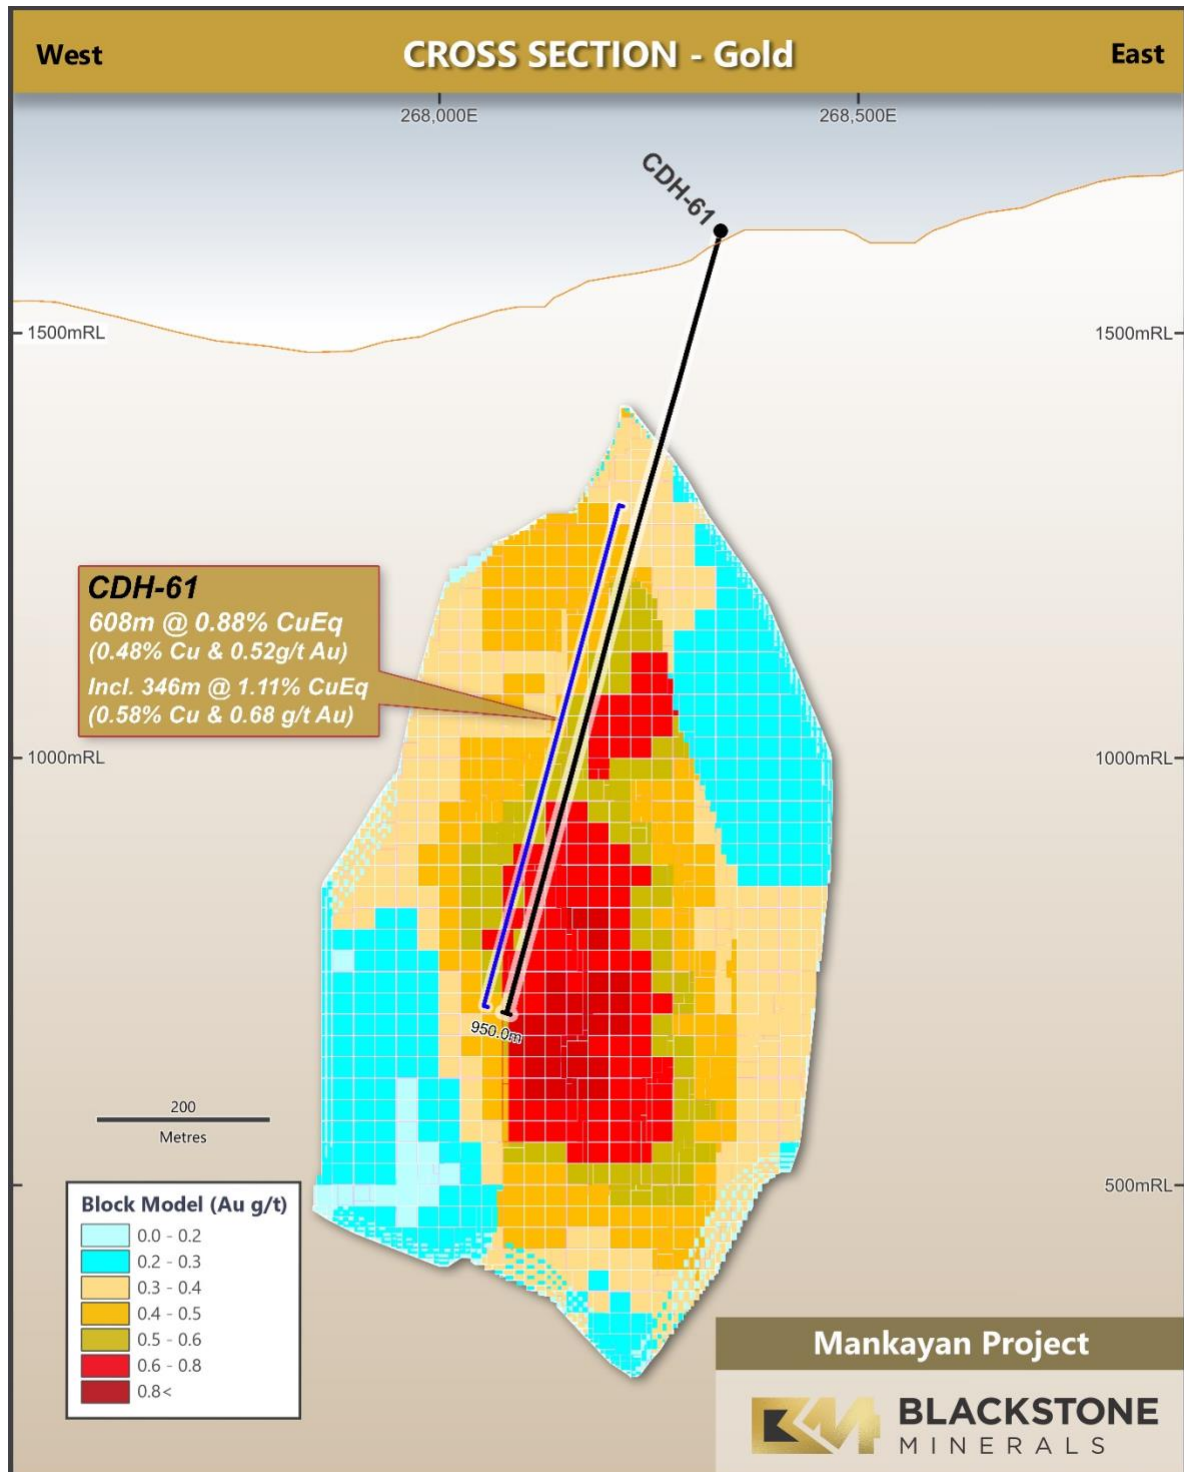 West
CROSS SECTION - Gold
East
268,000E
268,500E
CDH-61
1500mRL
1500mRL
CDH-61
608m @ 0.88% CuEq
(0.48% Cu & 0.52g/t Au)
Incl. 346m @ 1.11% CuEq
(0.58% Cu & 0.68 g/t Au)
1000mRL
1000mRL
950.0m
200
Metres
500mRL
Block Model (Au g/t)
0.0 - 0.2
0.2 - 0.3
0.3 - 0.4
0.4 - 0.5
0.5 - 0.6
0.6 - 0.8
0.8<
Mankayan Project
BLACKSTONE
MINERALS